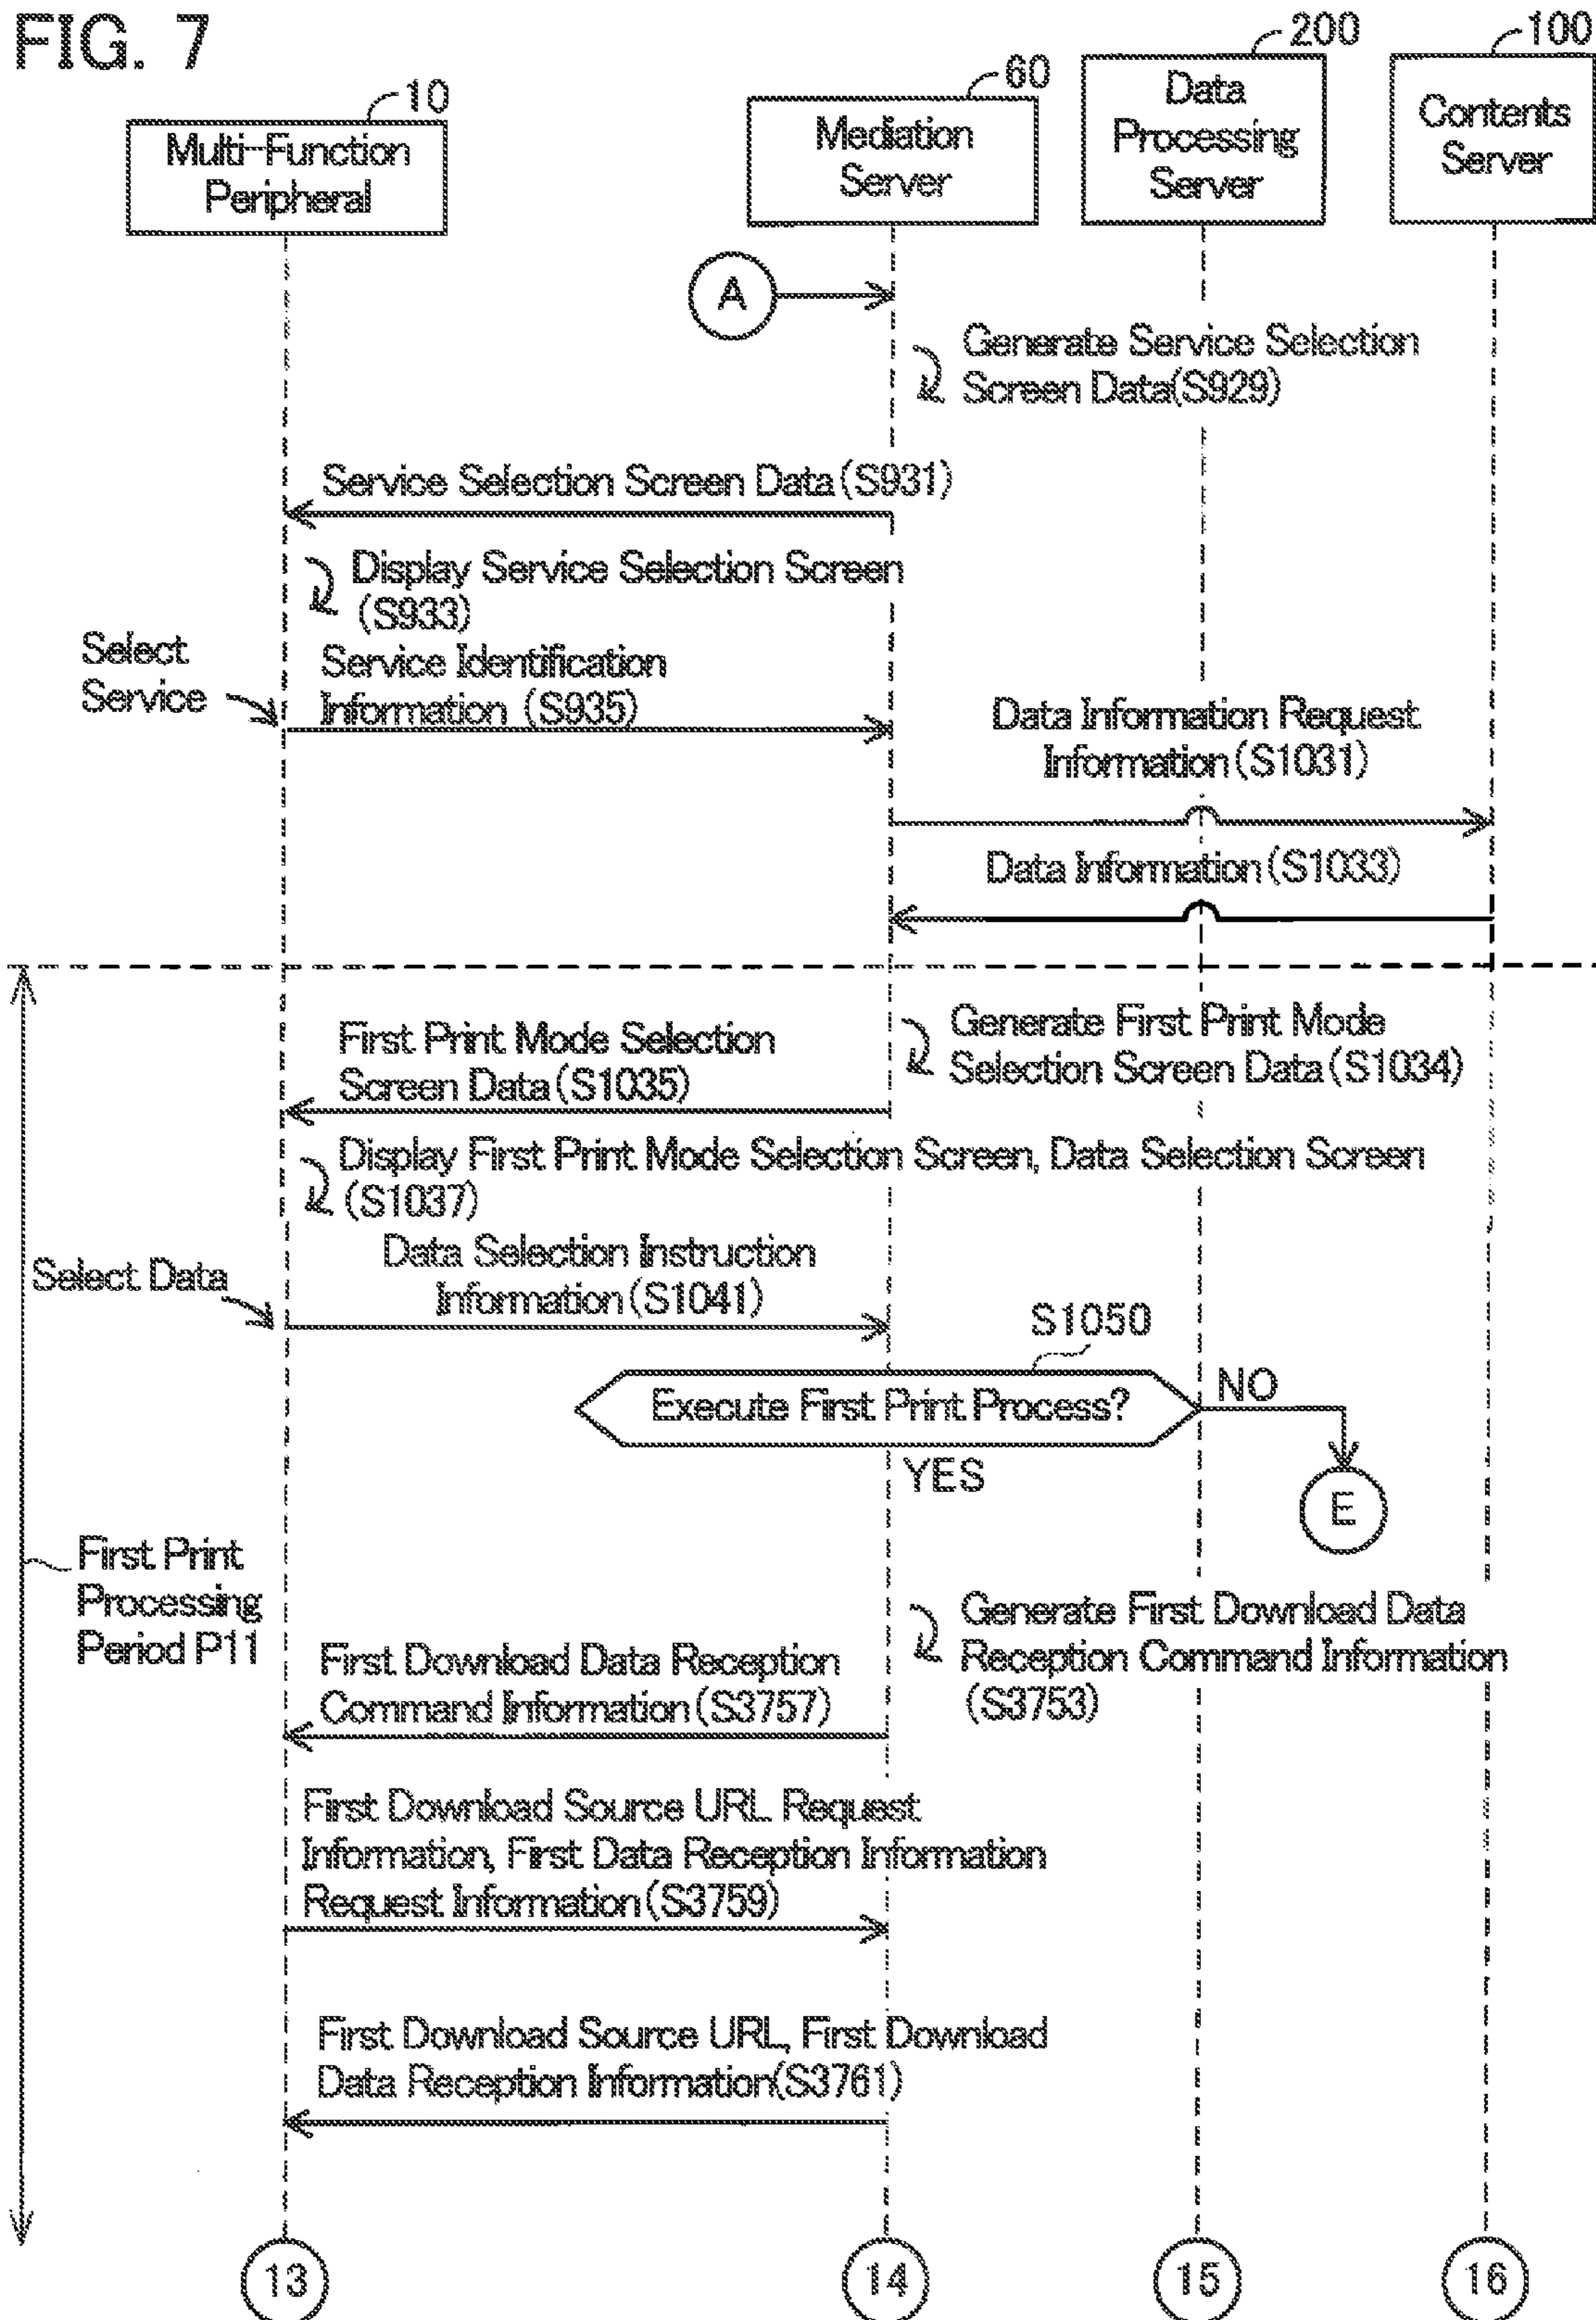 FIG. 7
10
Multi-Function
Peripheral
60
Mediation
Server
200
Data
Processing
Server
100
Contents
Server
A
Generate Service Selection
Screen Data(S929)
Service Selection Screen Data(S931)
Display Service Selection Screen
(S933)
Select
Service
Service Identification
Information (S935)
Data Information Request
Information(S1031)
Data Information(S1033)
Generate First Print Mode
Selection Screen Data(S1034)
First Print Mode Selection
Screen Data(S1035)
Display First Print Mode Selection Screen, Data Selection Screen
(S1037)
Select Data
Data Selection Instruction
Information(S1041)
S1050
Execute First Print Process?
NO
YES
E
First Print
Processing
Period P11
Generate First Download Data
Reception Command Information
(S3753)
First Download Data Reception
Command Information(S3757)
First Download Source URL Request
Information, First Data Reception Information
Request Information(S3759)
First Download Source URL, First Download
Data Reception Information(S3761)
13
14
15
16